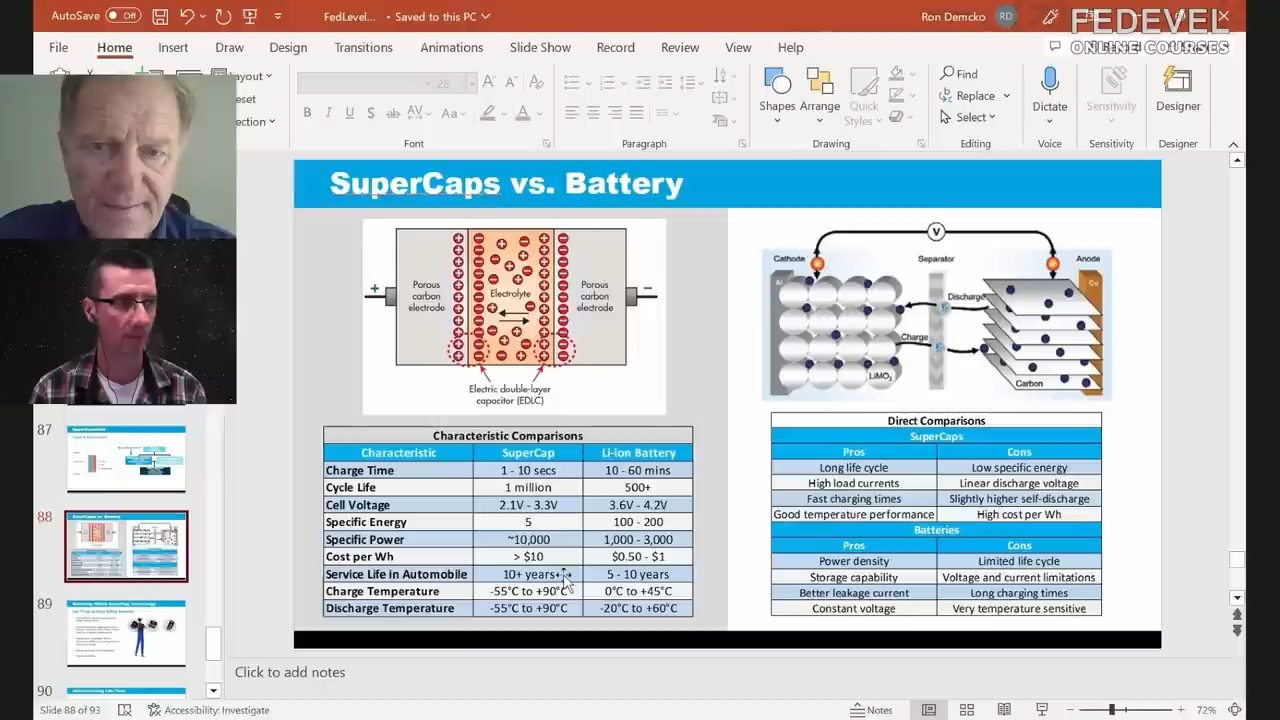 AutoSave Off
FedLevel... • Saved to this PC
Ron Demcko RD
FEDEVEL
ONLINE COURSES
File Home Insert Draw Design Transitions Animations Slide Show Record Review View Help
28
Shapes Arrange Quick Styles
Find
Replace
Select
Dictate
Sensitivity
Designer
Font Paragraph Drawing Editing Voice Sensitivity Designer
SuperCaps vs. Battery
Porous carbon electrode
Electrolyte
Porous carbon electrode
Electric double-layer
capacitor (EDLC)
V
Cathode Separator Anode
Al
Cu
Discharge
Charge
LiMO₂
Carbon
Characteristic Comparisons
Characteristic SuperCap Li-Ion Battery
Charge Time 1 - 10 secs 10 - 60 mins
Cycle Life 1 million 500+
Cell Voltage 2.1V - 3.3V 3.6V - 4.2V
Specific Energy 5 100 - 200
Specific Power ~10,000 1,000 - 3,000
Cost per Wh > $10 $0.50 - $1
Service Life in Automobile 10+ years 5 - 10 years
Charge Temperature -55°C to +90°C 0°C to +45°C
Discharge Temperature -20°C to +60°C
Direct Comparisons
SuperCaps
Pros Cons
Long life cycle Low specific energy
High load currents Linear discharge voltage
Fast charging times Slightly higher self-discharge
Good temperature performance High cost per Wh
Batteries
Pros Cons
Power density Limited life cycle
Storage capability Voltage and current limitations
Better leakage current Long charging times
Constant voltage Very temperature sensitive
87
88
SuperCaps vs. Battery
89
90
Click to add notes
Slide 88 of 93
Accessibility: Investigate
Notes
72%